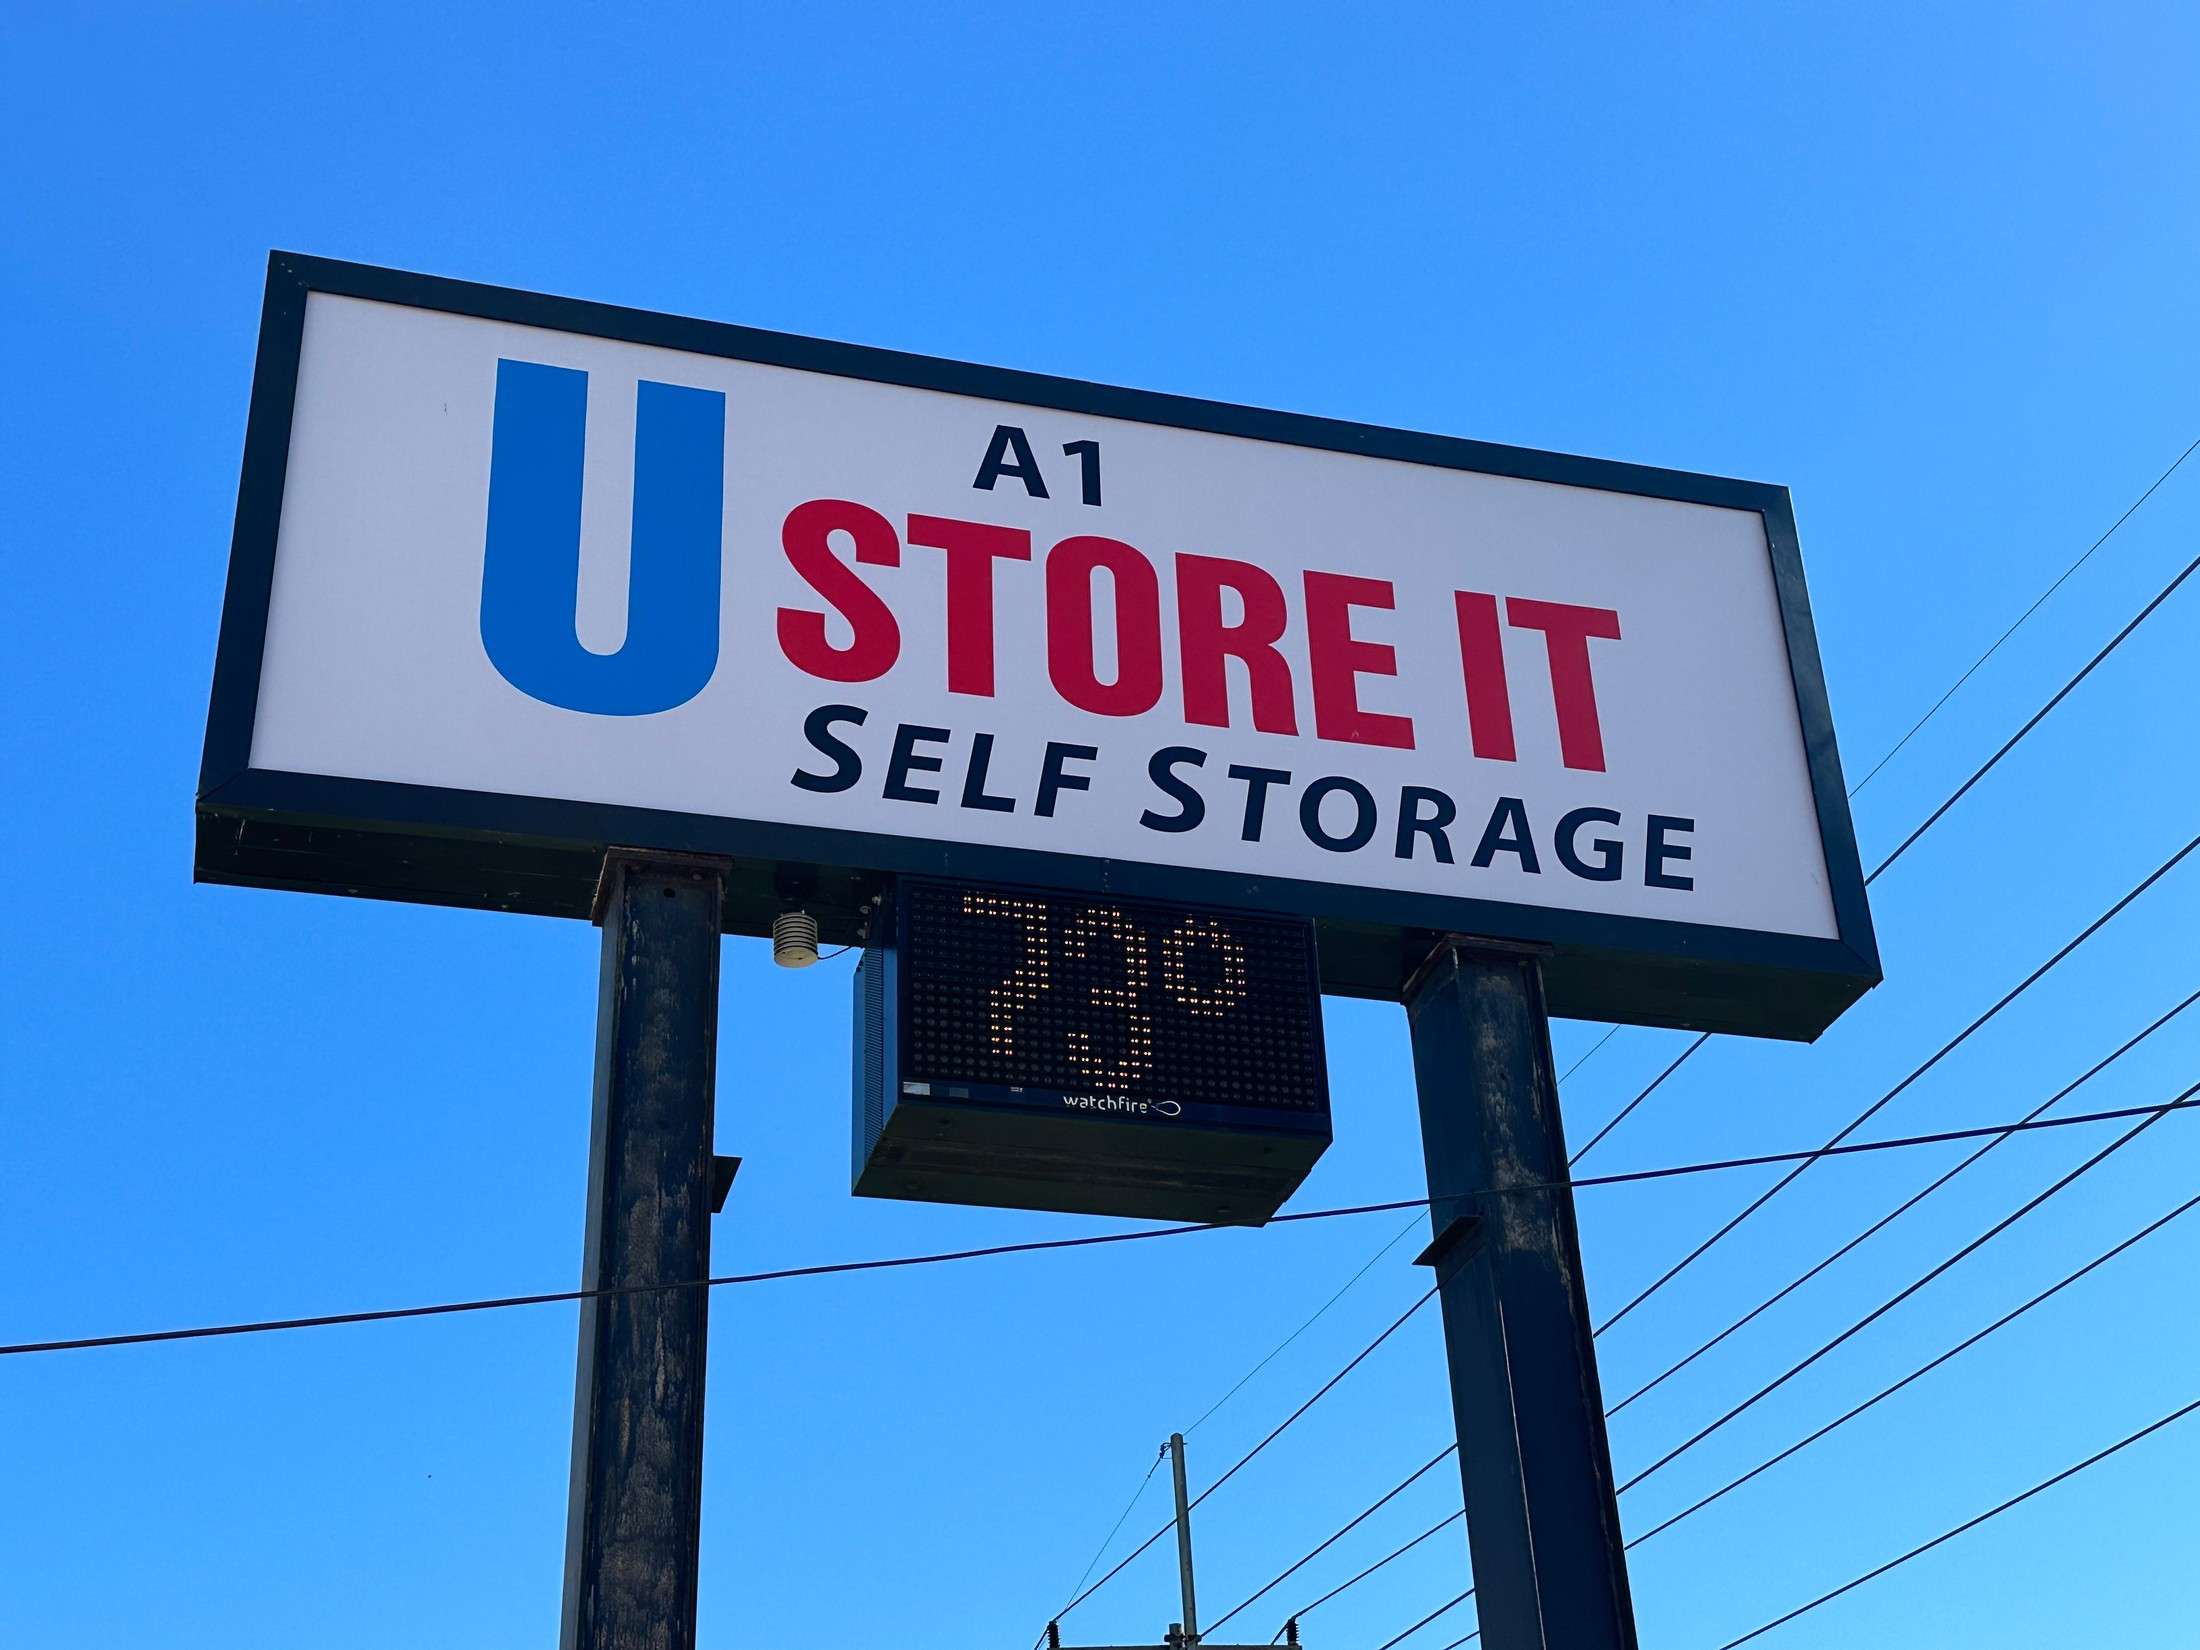 A1
U STORE IT
SELF STORAGE
73°
watchfire